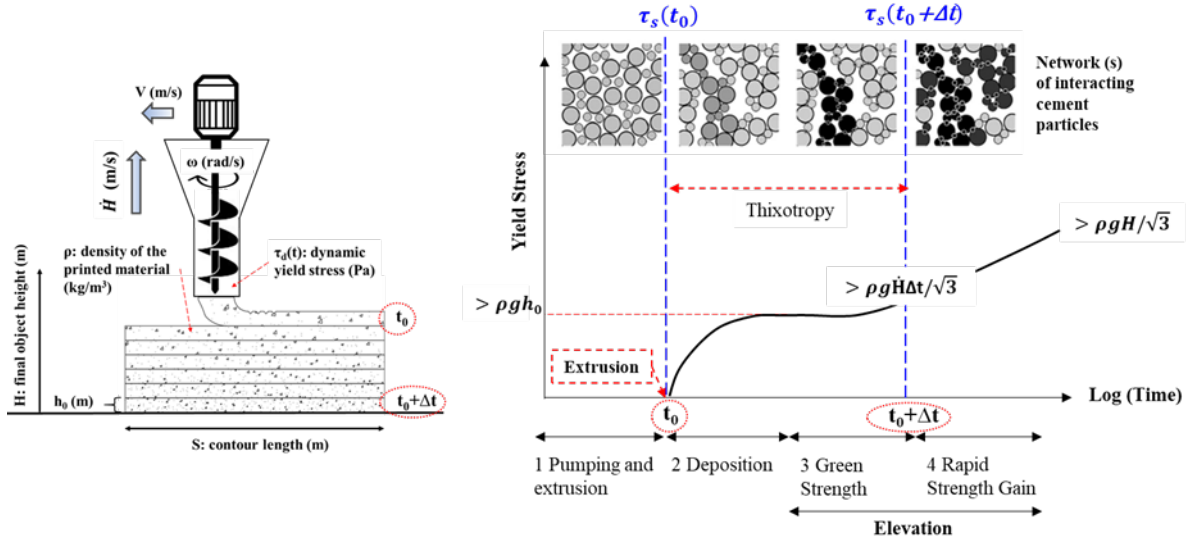 V (m/s)
Ḣ (m/s)
ω (rad/s)
ρ: density of the
printed material
(kg/m³)
τd(t): dynamic
yield stress (Pa)
H: final object height (m)
h₀ (m)
t₀
t₀+Δt
S: contour length (m)
τₛ(t₀)
τₛ(t₀+Δt)
Network (s)
of interacting
cement
particles
Yield Stress
Thixotropy
> ρgH/√3
> ρgḢΔt/√3
> ρgh₀
Extrusion
Log (Time)
t₀
t₀+Δt
1 Pumping and
extrusion
2 Deposition
3 Green
Strength
4 Rapid
Strength Gain
Elevation